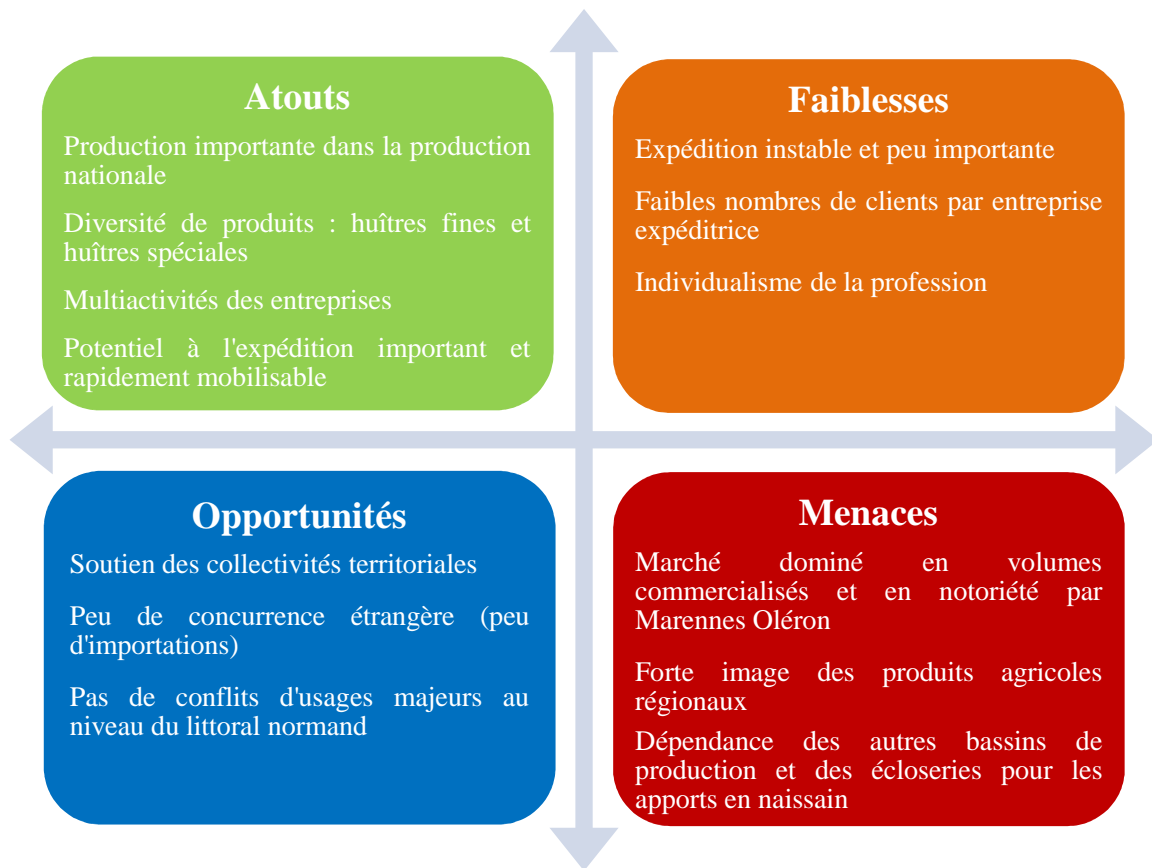 Atouts
Production importante dans la production
nationale
Diversité de produits : huîtres fines et
huîtres spéciales
Multiactivités des entreprises
Potentiel à l'expédition important et
rapidement mobilisable
Faiblesses
Expédition instable et peu importante
Faibles nombres de clients par entreprise
expéditrice
Individualisme de la profession
Opportunités
Soutien des collectivités territoriales
Peu de concurrence étrangère (peu
d'importations)
Pas de conflits d'usages majeurs au
niveau du littoral normand
Menaces
Marché dominé en volumes
commercialisés et en notoriété par
Marennes Oléron
Forte image des produits agricoles
régionaux
Dépendance des autres bassins de
production et des écloseries pour les
apports en naissain